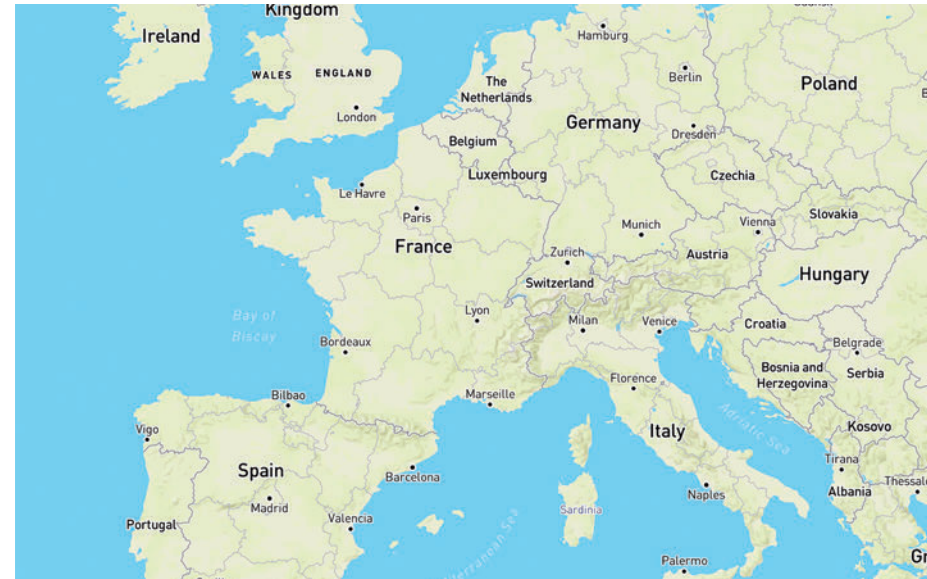 Kingdom
Ireland
WALES
ENGLAND
London
Hamburg
The
Netherlands
Berlin
Poland
Germany
Dresden
Belgium
Luxembourg
Czechia
Le Havre
Paris
Slovakia
Munich
Vienna
France
Zurich
Austria
Switzerland
Hungary
Bay of
Biscay
Lyon
Milan
Venice
Croatia
Bordeaux
Belgrade
Bosnia and
Herzegovina
Serbia
Florence
Bilbao
Marseille
Adriatic Sea
Vigo
Italy
Kosovo
Spain
Barcelona
Tirana
Naples
Albania
Madrid
Sardinia
Portugal
Valencia
Palermo